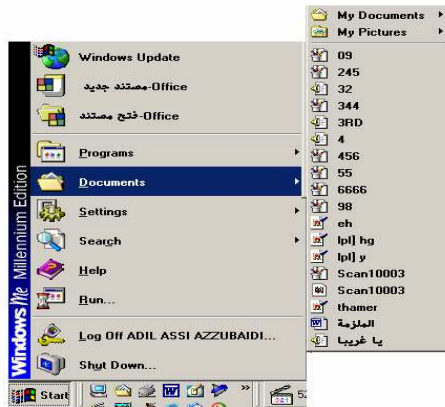 Windows Update
مستند جديد-Office
فتح مستند-Office
Programs
Documents
Settings
Search
Help
Run...
Log Off ADIL ASSI AZZUBAIDI...
Shut Down...
Windows Me Millennium Edition
Start
My Documents
My Pictures
09
245
32
344
3RD
4
456
55
6666
98
eh
lpl] hg
lpl] y
Scan10003
Scan10003
thamer
الملزمة
يا غريبا